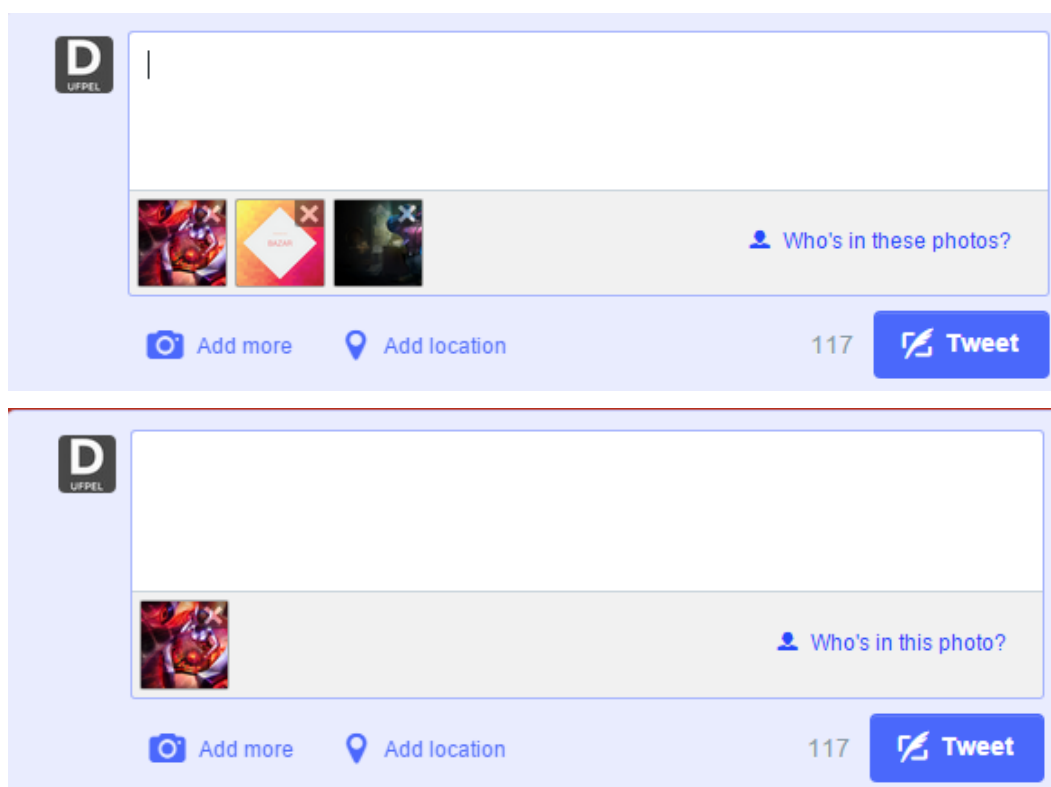 D
UFPEL
BAZAR
Who's in these photos?
Add more
Add location
117
Tweet
D
UFPEL
Who's in this photo?
Add more
Add location
117
Tweet